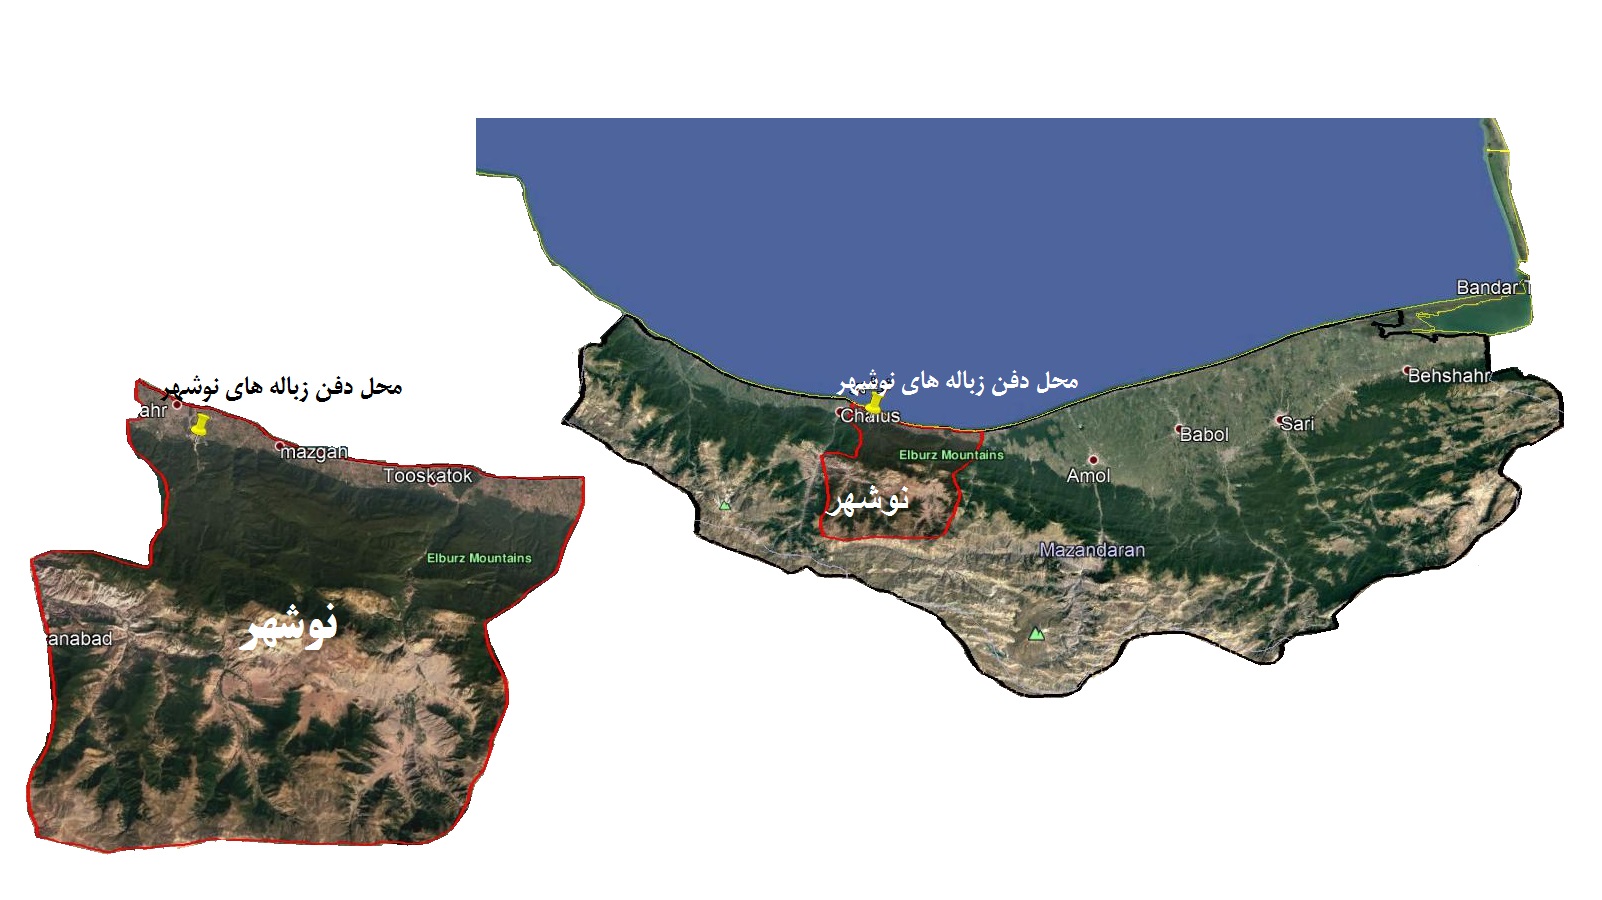 محل دفن زباله های نوشهر
ahr
mazgan
Tooskatok
Elburz Mountains
نوشهر
anabad
Bandar T
محل دفن زباله های نوشهر
Chalus
Behshahr
Babol
Sari
Elburz Mountains
Amol
نوشهر
Mazandaran